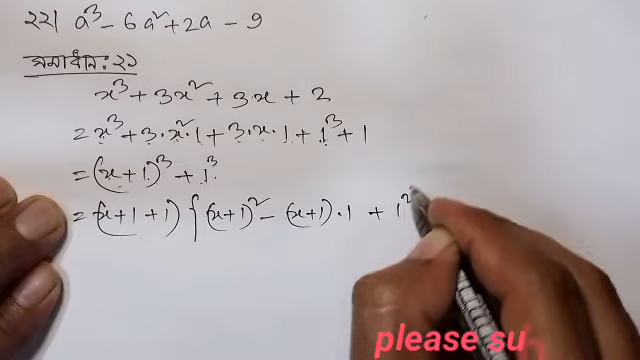 ২২। a³ - 6a² + 2a - 9
সমাধান: ২১
x³ + 3x² + 3x + 2
= x³ + 3·x²·1 + 3·x·1 + 1³ + 1
= (x+1)³ + 1³
= (x+1+1) {(x+1)² - (x+1)·1 + 1²
please su